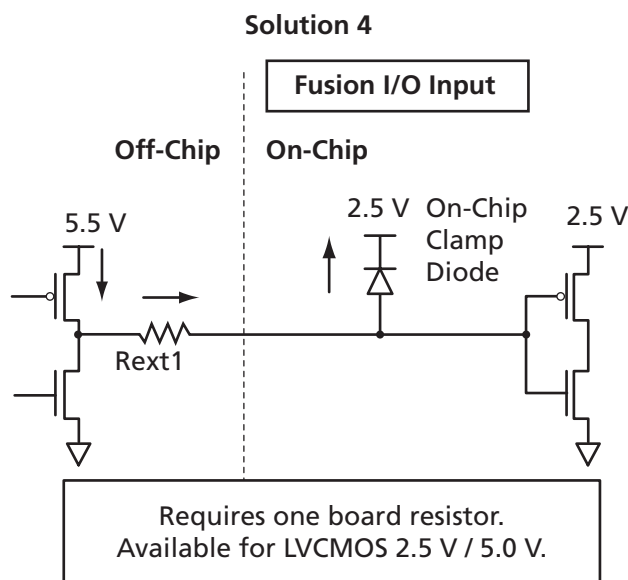 Solution 4
Fusion I/O Input
Off-Chip
On-Chip
5.5 V
2.5 V
On-Chip
Clamp
Diode
2.5 V
Rext1
Requires one board resistor.
Available for LVCMOS 2.5 V / 5.0 V.